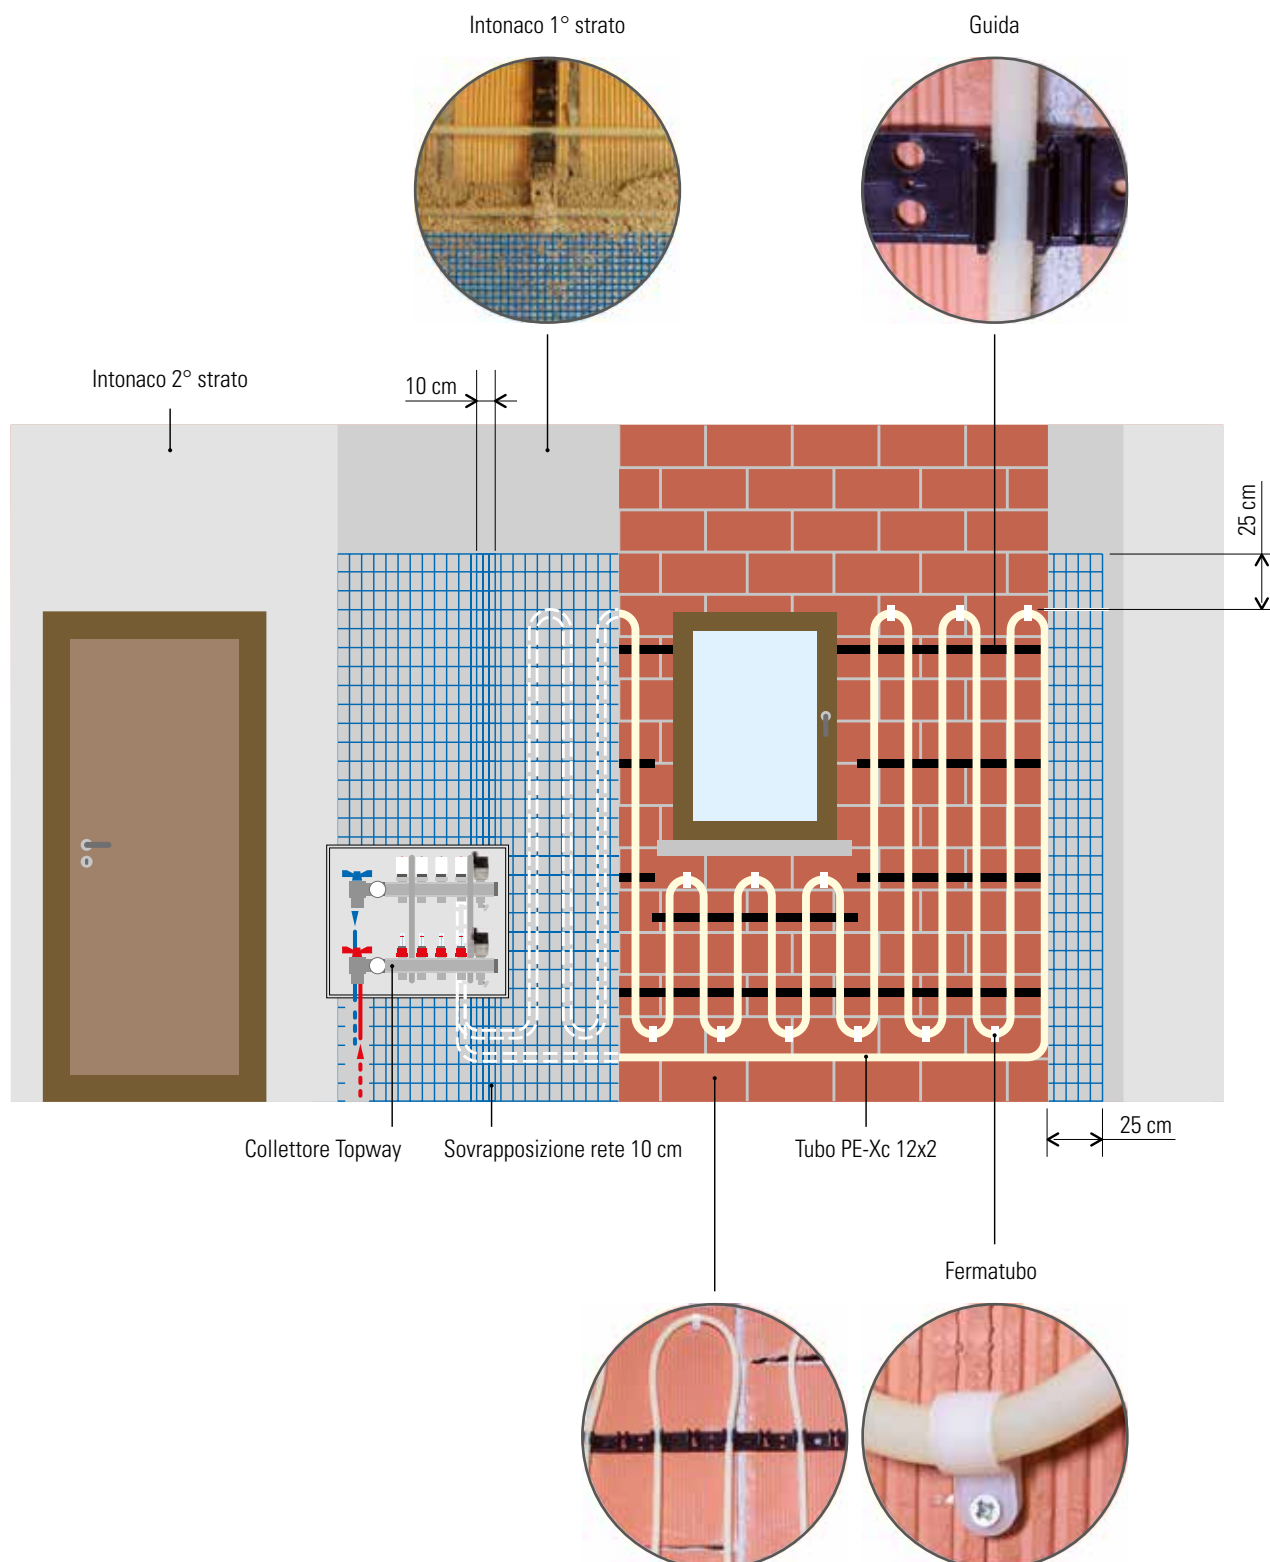 Intonaco 1° strato
Guida
Intonaco 2° strato
10 cm
25 cm
Collettore Topway
Sovrapposizione rete 10 cm
Tubo PE-Xc 12x2
25 cm
Fermatubo